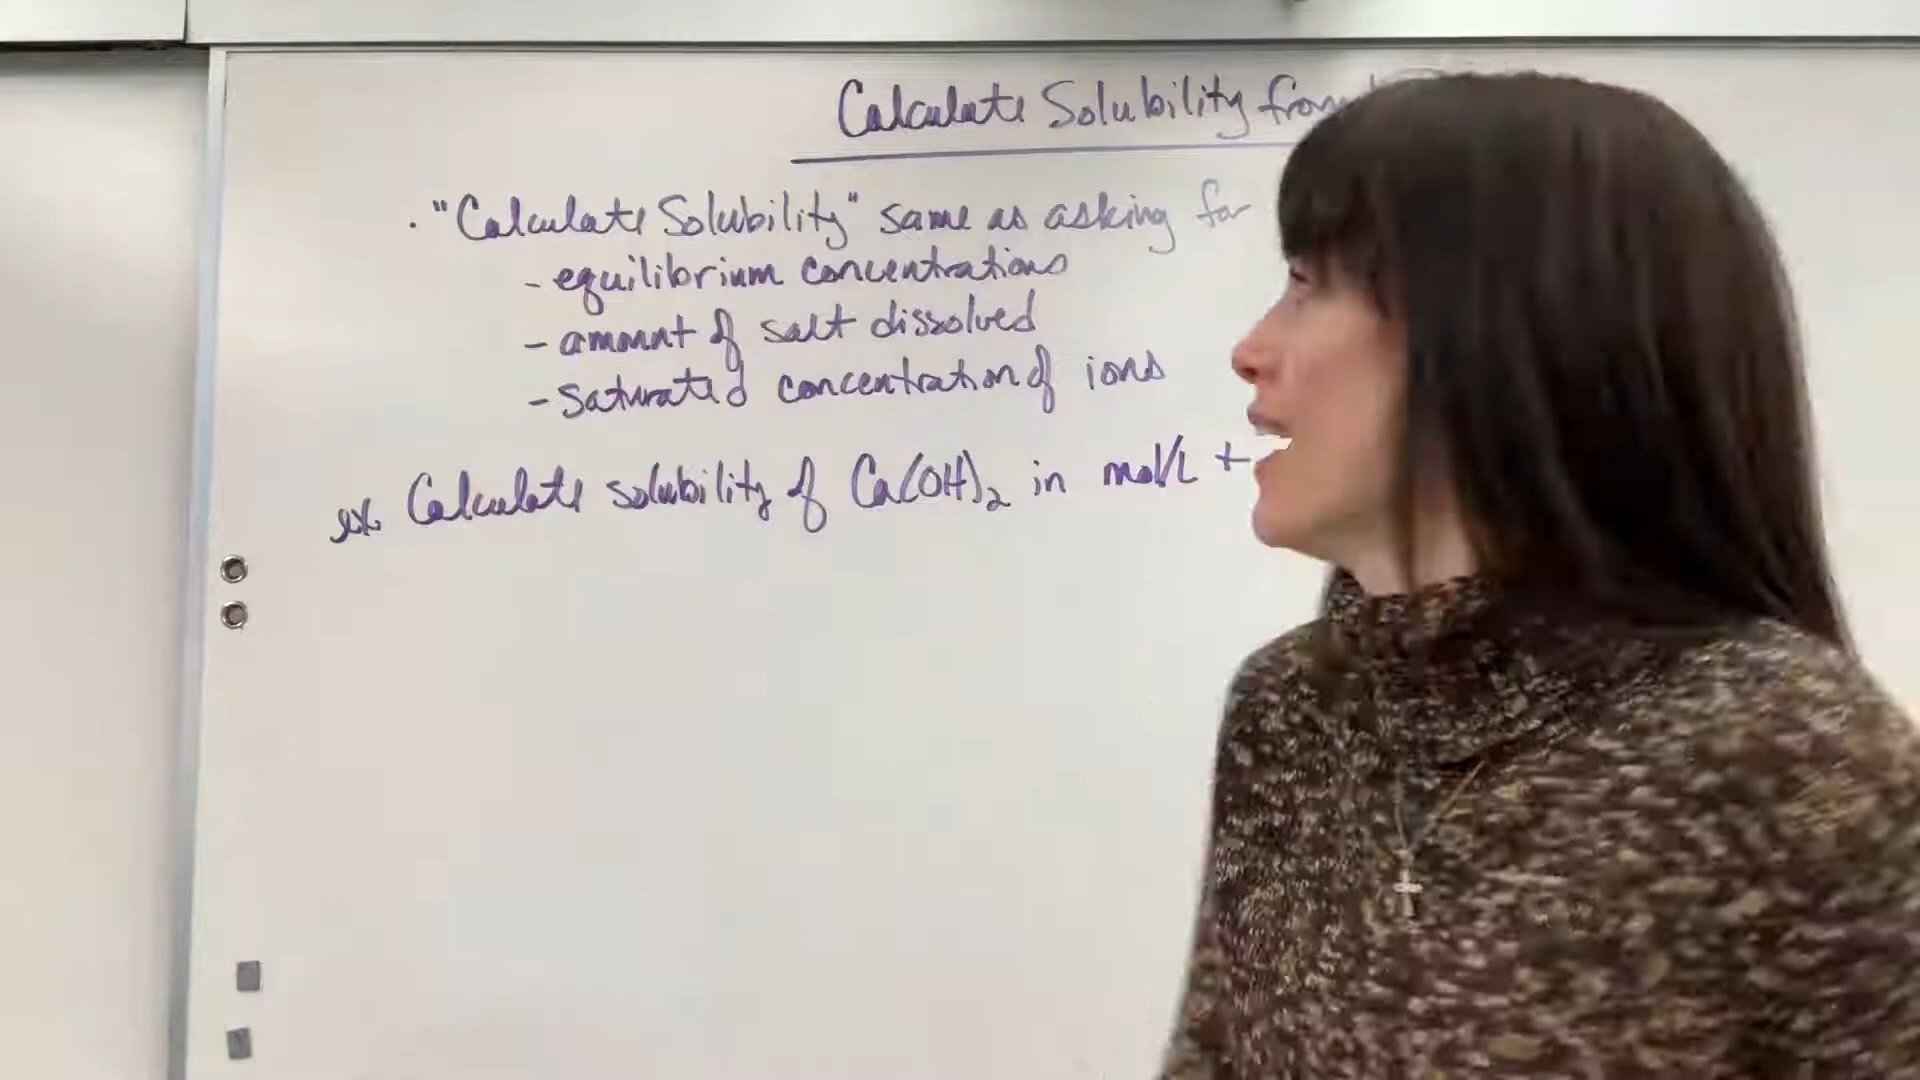 Calculate Solubility from
· "Calculate Solubility" same as asking for
- equilibrium concentrations
- amount of salt dissolved
- saturated concentration of ions
ex. Calculate solubility of Ca(OH)₂ in mol/L +